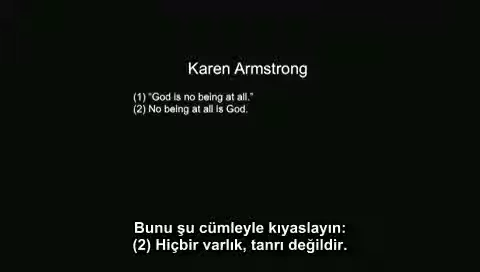 Karen Armstrong
(1) "God is no being at all."
(2) No being at all is God.
Bunu şu cümleyle kıyaslayın:
(2) Hiçbir varlık, tanrı değildir.